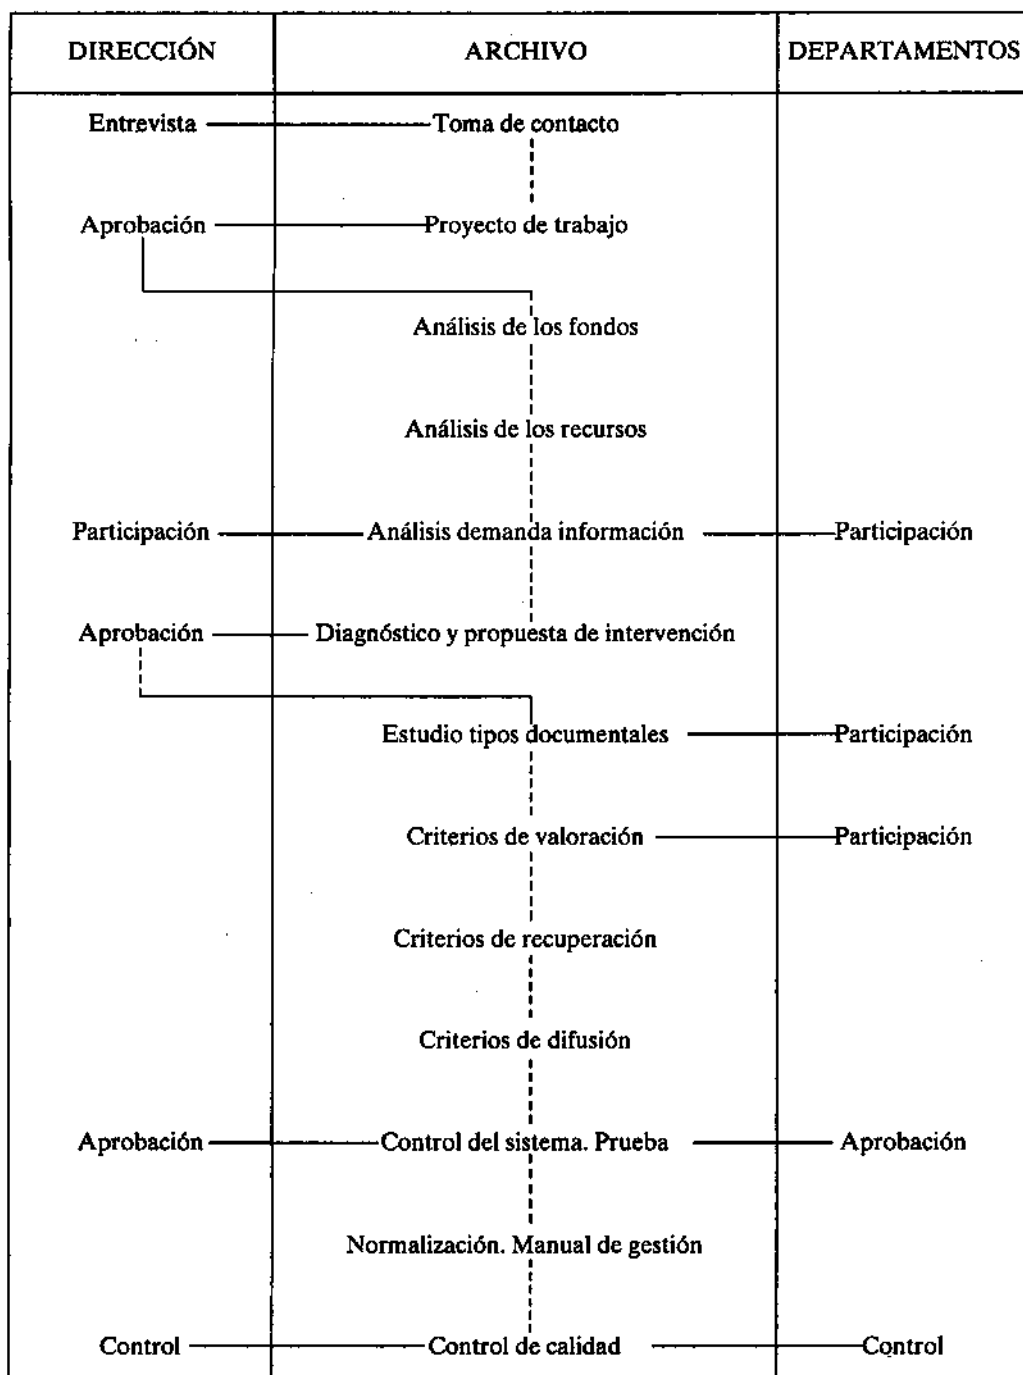 DIRECCIÓN ARCHIVO DEPARTAMENTOS
Entrevista Toma de contacto
Aprobación Proyecto de trabajo
Análisis de los fondos
Análisis de los recursos
Participación Análisis demanda información Participación
Aprobación Diagnóstico y propuesta de intervención
Estudio tipos documentales Participación
Criterios de valoración Participación
Criterios de recuperación
Criterios de difusión
Aprobación Control del sistema. Prueba Aprobación
Normalización. Manual de gestión
Control Control de calidad Control